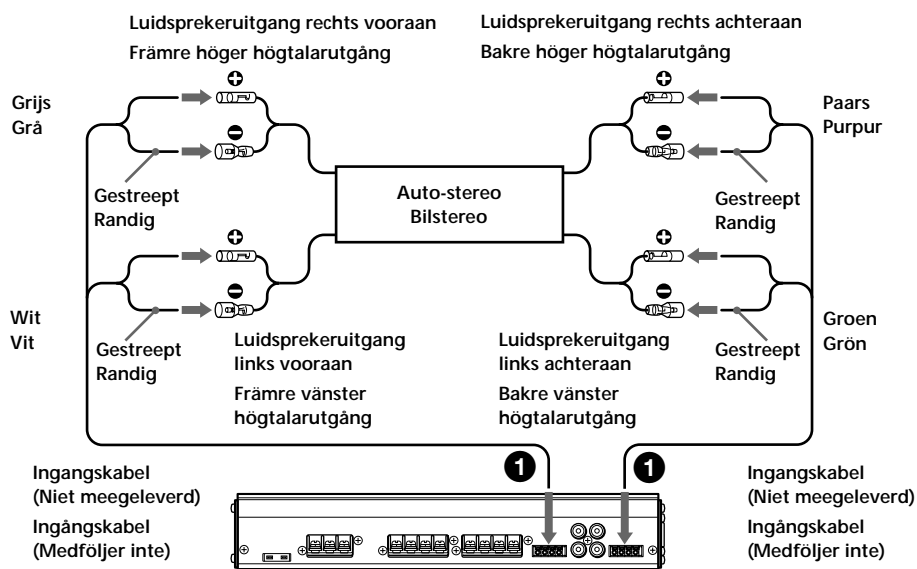 Luidsprekeruitgang rechts vooraan
Främre höger högtalarutgång
Luidsprekeruitgang rechts achteraan
Bakre höger högtalarutgång
Grijs
Grå
Gestreept
Randig
Auto-stereo
Bilstereo
Paars
Purpur
Gestreept
Randig
Wit
Vit
Gestreept
Randig
Luidsprekeruitgang
links vooraan
Främre vänster
högtalarutgång
Luidsprekeruitgang
links achteraan
Bakre vänster
högtalarutgång
Gestreept
Randig
Groen
Grön
Ingangskabel
(Niet meegeleverd)
Ingångskabel
(Medföljer inte)
1
1
Ingangskabel
(Niet meegeleverd)
Ingångskabel
(Medföljer inte)